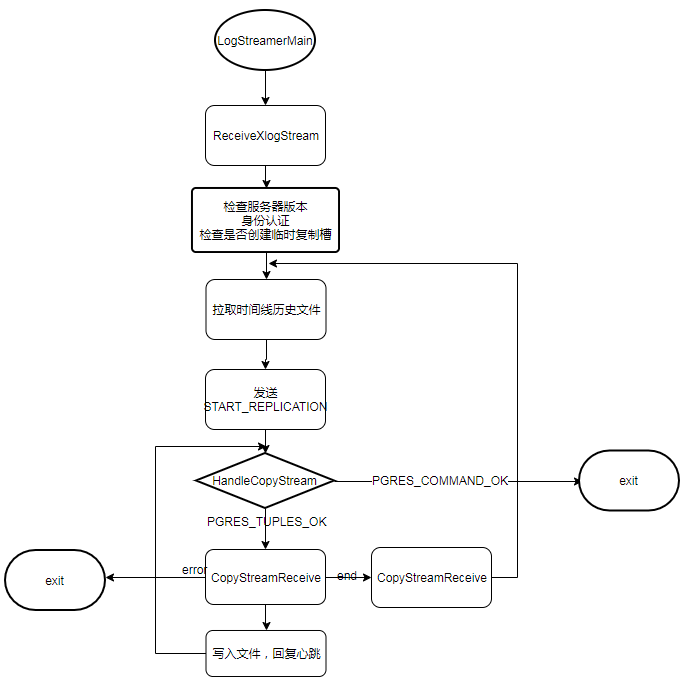 LogStreamerMain
ReceiveXlogStream
检查服务器版本
身份认证
检查是否创建临时复制槽
拉取时间线历史文件
发送
START_REPLICATION
HandleCopyStream
PGRES_COMMAND_OK
exit
PGRES_TUPLES_OK
exit
error
CopyStreamReceive
end
CopyStreamReceive
写入文件，回复心跳